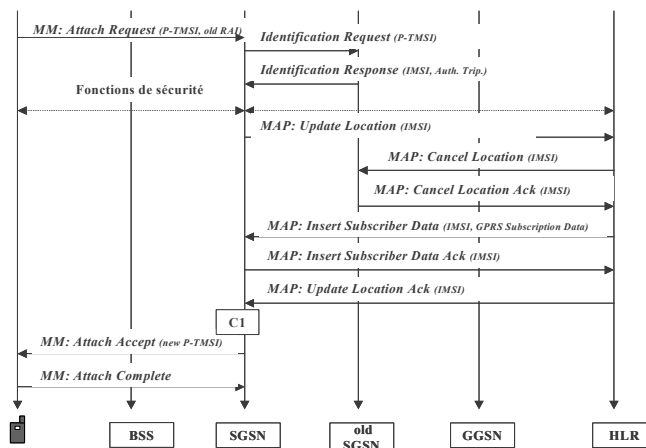 MM: Attach Request (P-TMSI, old RAI)
Identification Request (P-TMSI)
Identification Response (IMSI, Auth. Trip.)
Fonctions de sécurité
MAP: Update Location (IMSI)
MAP: Cancel Location (IMSI)
MAP: Cancel Location Ack (IMSI)
MAP: Insert Subscriber Data (IMSI, GPRS Subscription Data)
MAP: Insert Subscriber Data Ack (IMSI)
MAP: Update Location Ack (IMSI)
C1
MM: Attach Accept (new P-TMSI)
MM: Attach Complete
BSS
SGSN
old
SGSN
GGSN
HLR